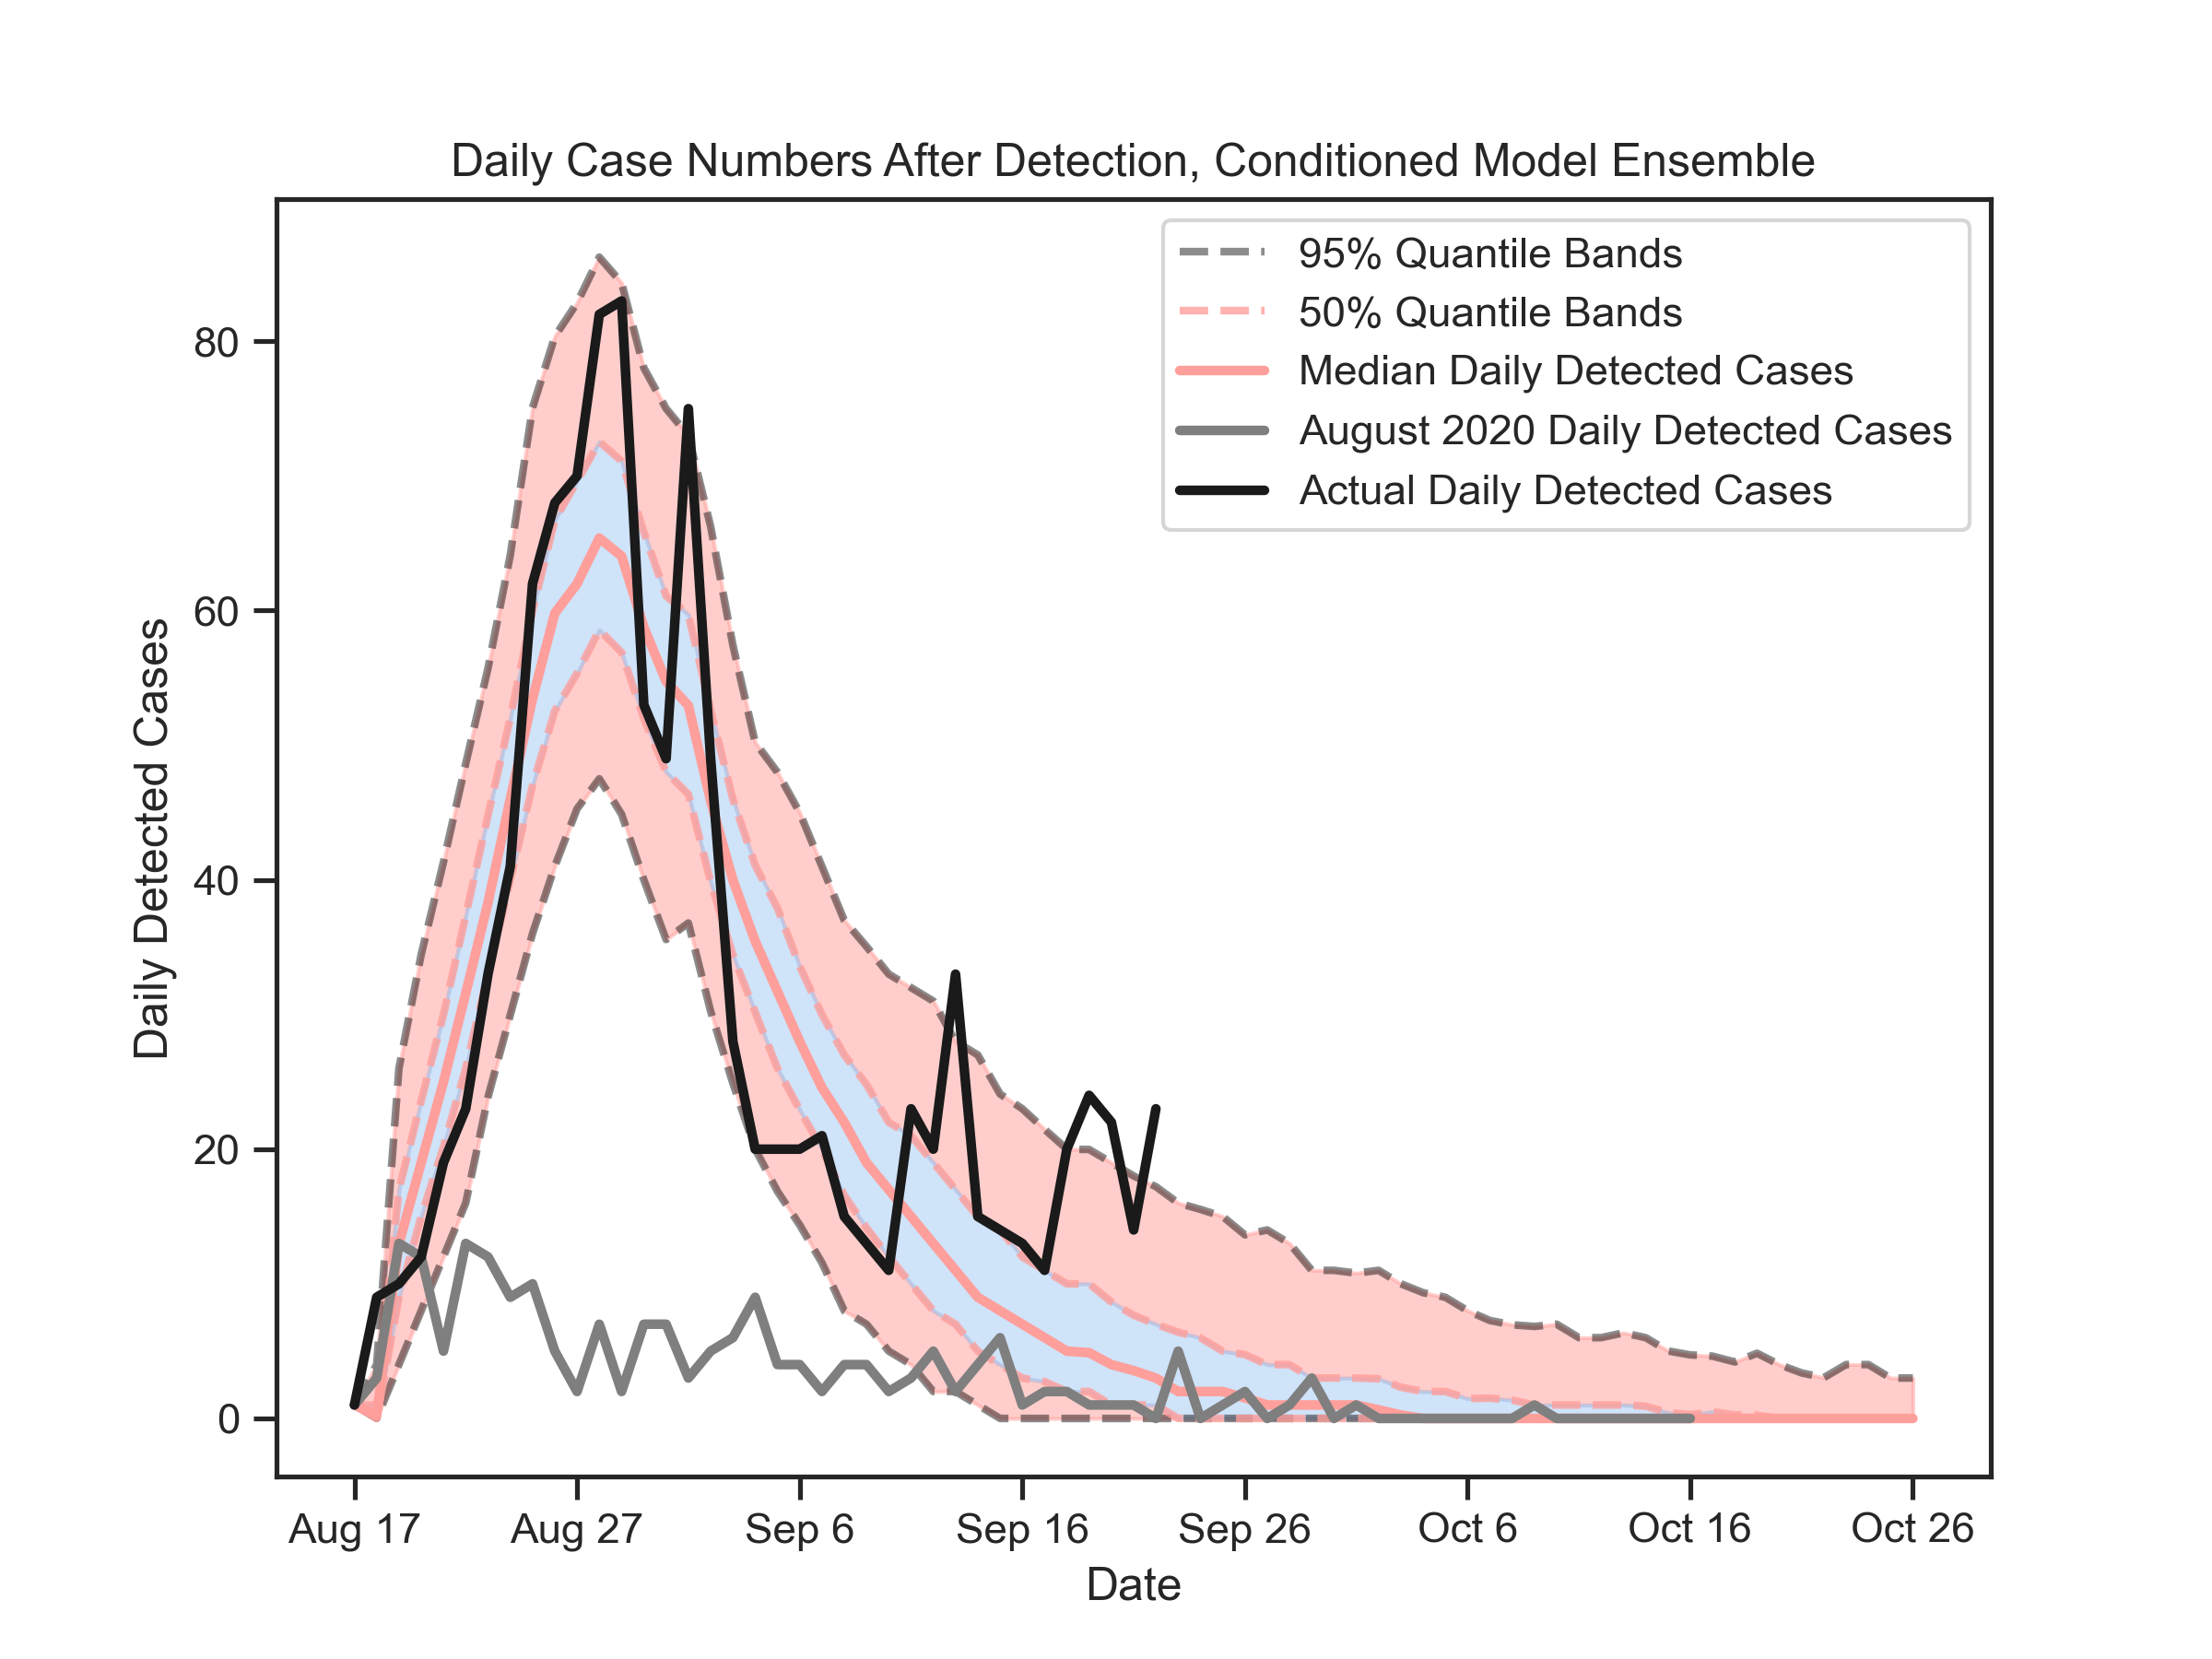 Daily Case Numbers After Detection, Conditioned Model Ensemble
95% Quantile Bands
50% Quantile Bands
Median Daily Detected Cases
August 2020 Daily Detected Cases
Actual Daily Detected Cases
Daily Detected Cases
80
60
40
20
0
Aug 17 Aug 27 Sep 6 Sep 16 Sep 26 Oct 6 Oct 16 Oct 26
Date